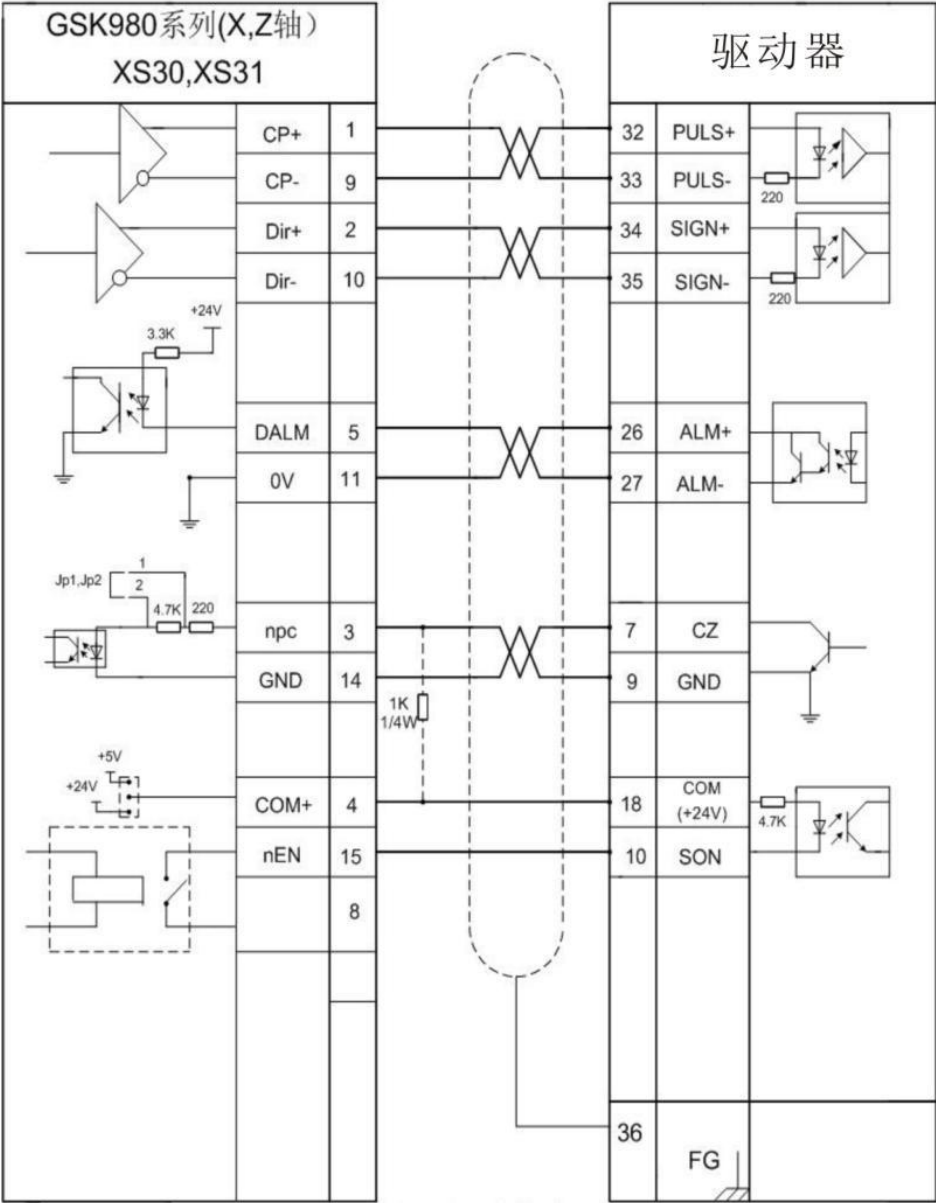 GSK980系列(X,Z轴）
XS30,XS31
驱动器
CP+ 1 32 PULS+
CP- 9 33 PULS-
220
Dir+ 2 34 SIGN+
Dir- 10 35 SIGN-
220
+24V
3.3K
DALM 5 26 ALM+
0V 11 27 ALM-
Jp1,Jp2 1
2
4.7K 220
npc 3 7 CZ
GND 14 9 GND
1K
1/4W
+5V
+24V
COM+ 4 18 COM
(+24V)
4.7K
nEN 15 10 SON
8
36
FG